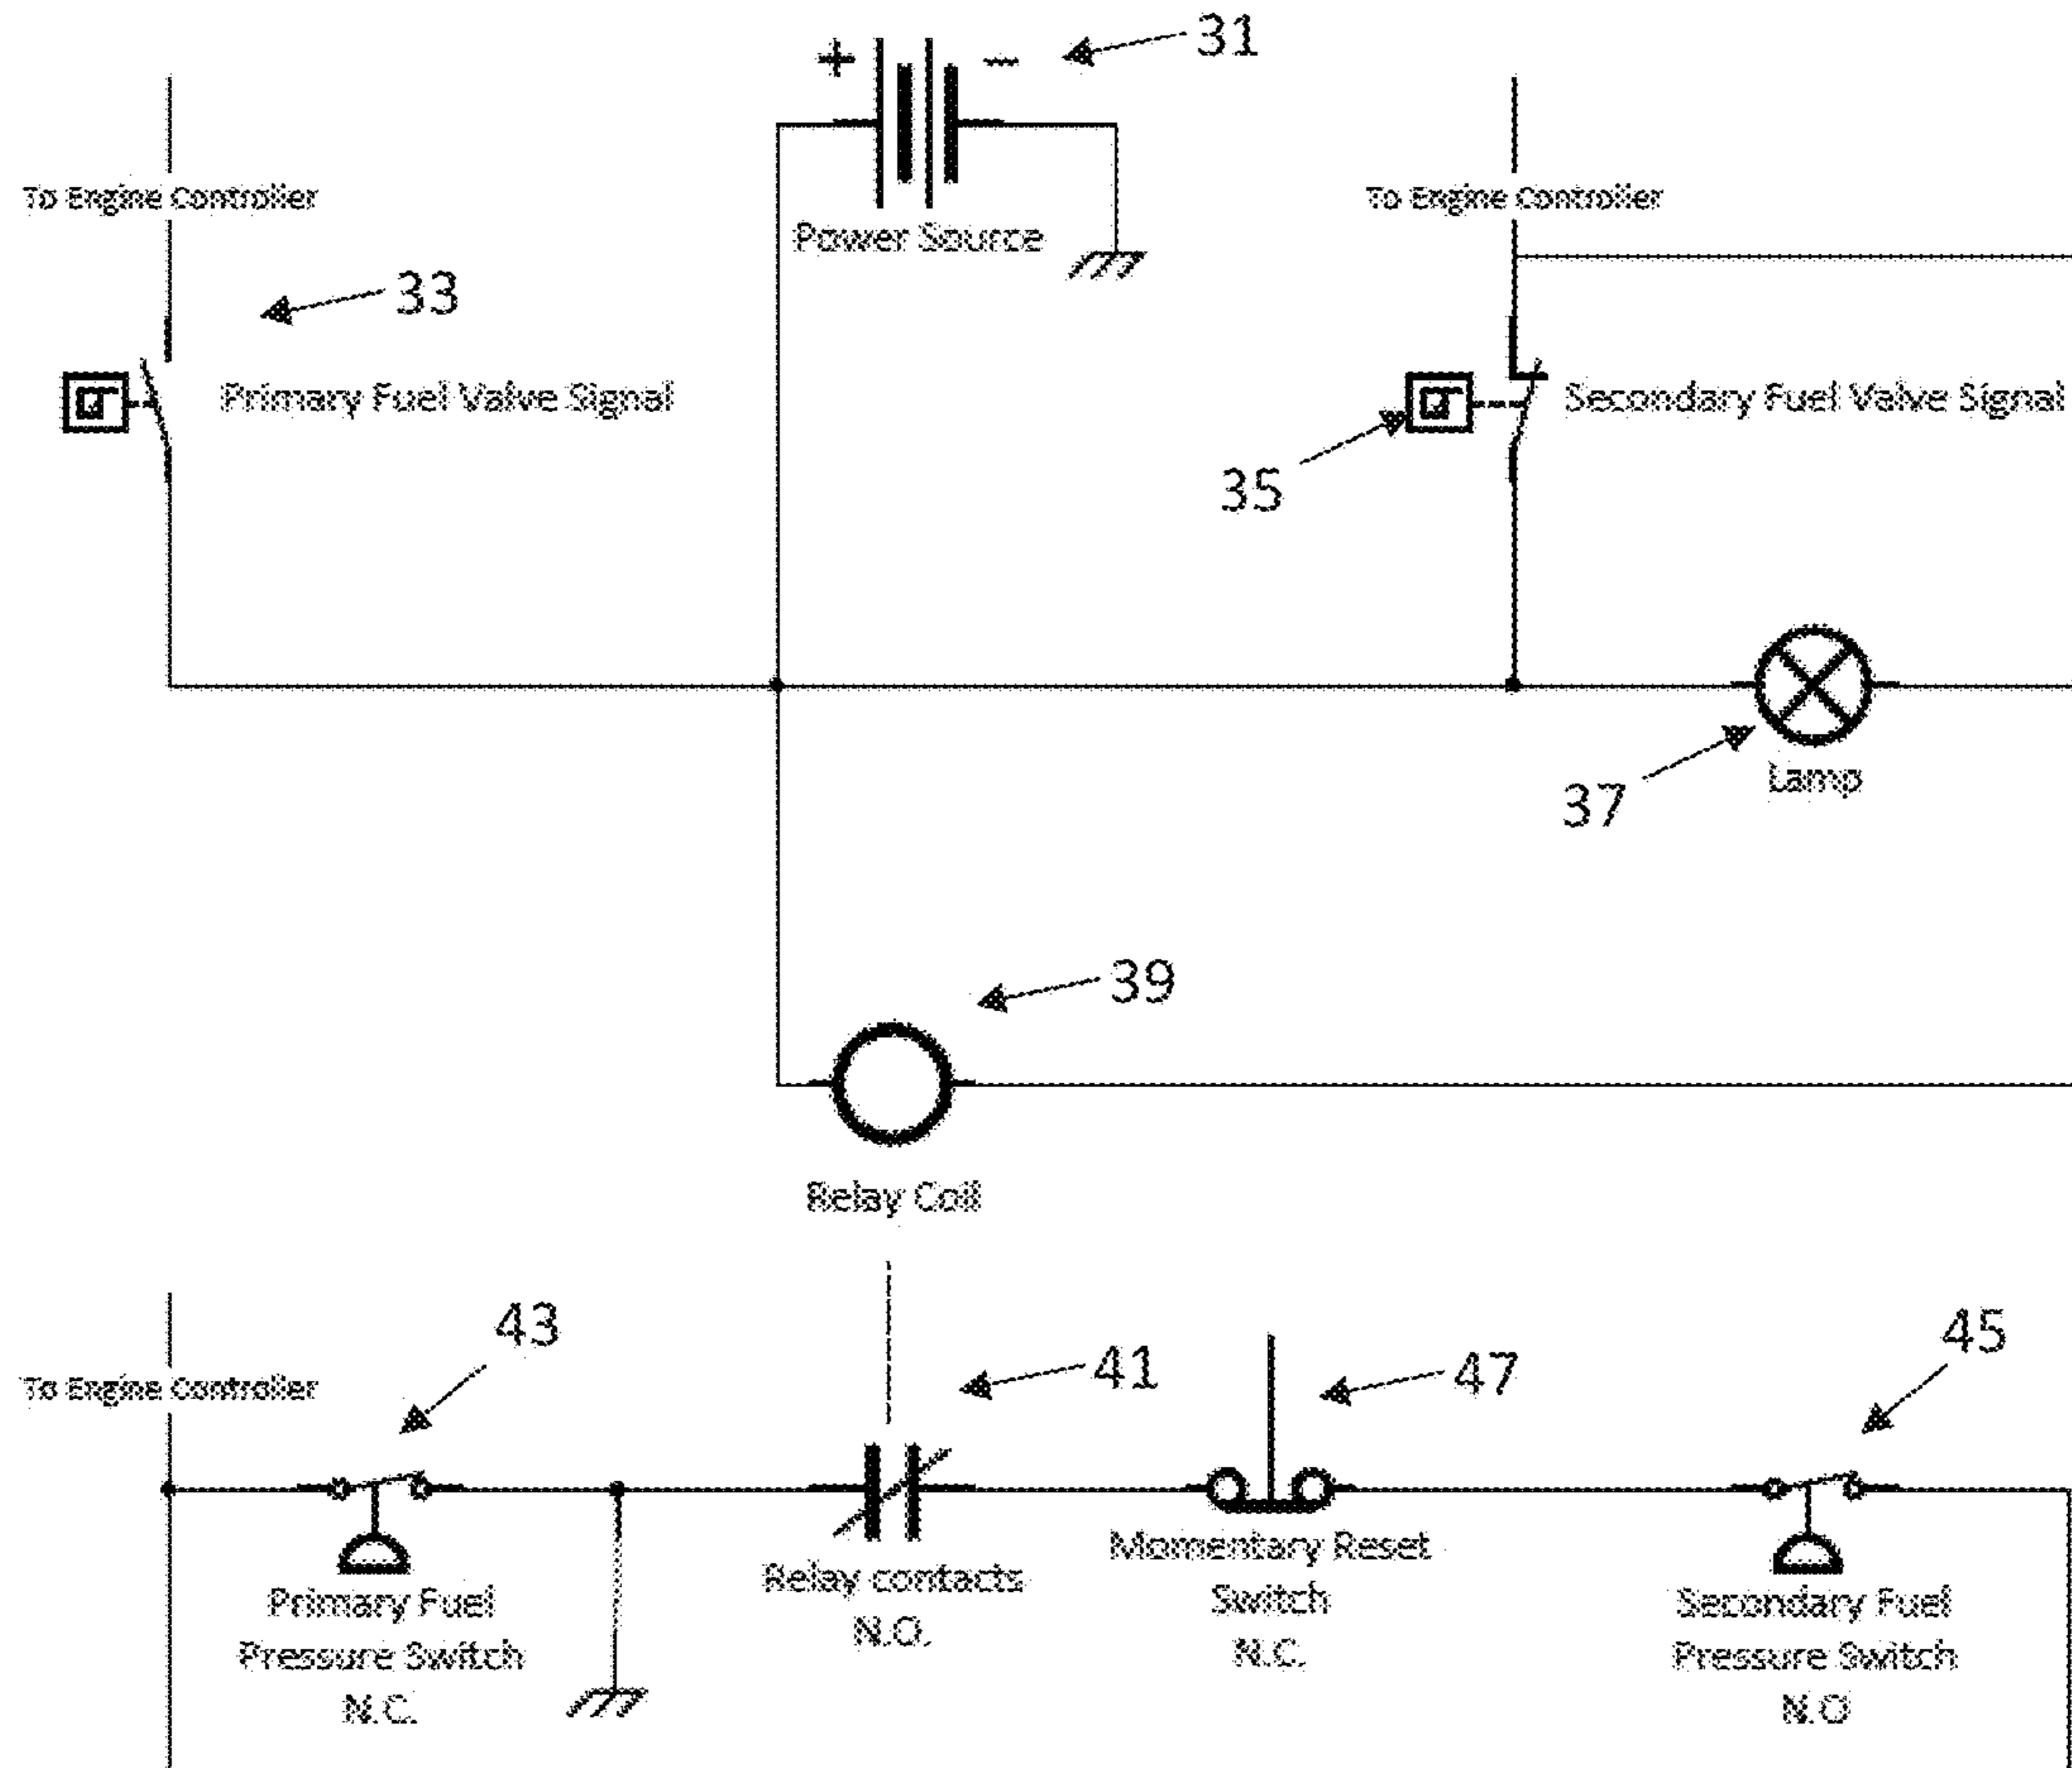 + − 31
To Engine Controller
To Engine Controller
Power Source
33
Primary Fuel Valve Signal
Secondary Fuel Valve Signal
35
37
Lamp
39
Relay Coil
43
41
47
45
To Engine Controller
Relay contacts
N.O.
Momentary Reset
Switch
N.C.
Primary Fuel
Pressure Switch
N.C.
Secondary Fuel
Pressure Switch
N.O